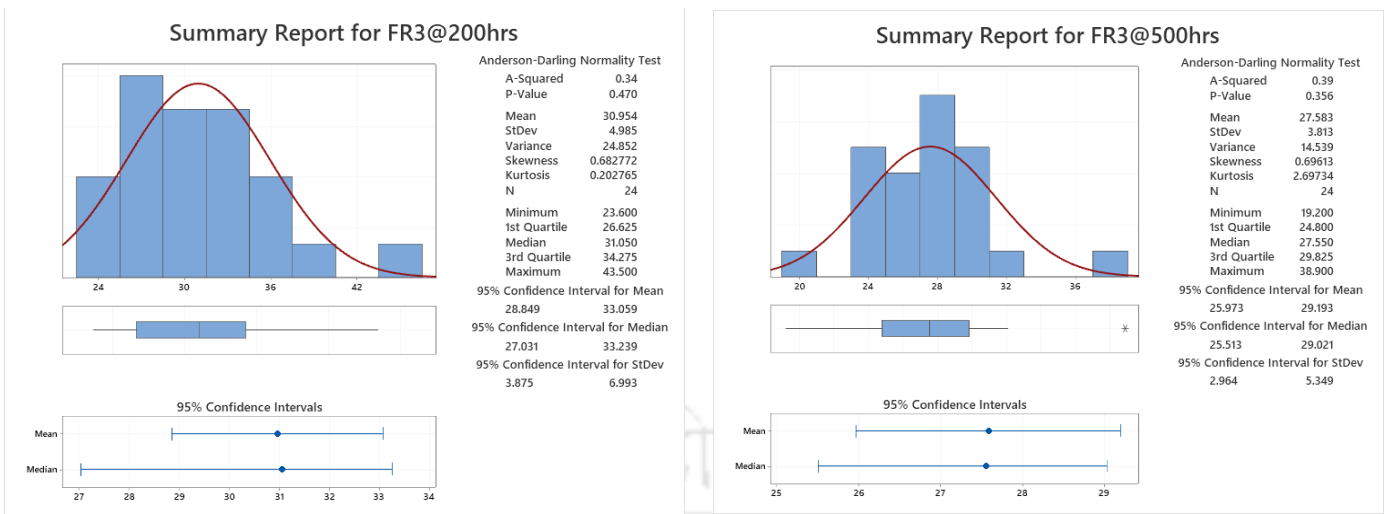 Summary Report for FR3@200hrs
Anderson-Darling Normality Test
A-Squared 0.34
P-Value 0.470
Mean 30.954
StDev 4.985
Variance 24.852
Skewness 0.682772
Kurtosis 0.202765
N 24
Minimum 23.600
1st Quartile 26.625
Median 31.050
3rd Quartile 34.275
Maximum 43.500
95% Confidence Interval for Mean
28.849 33.059
95% Confidence Interval for Median
27.031 33.239
95% Confidence Interval for StDev
3.875 6.993
24 30 36 42
95% Confidence Intervals
Mean
Median
27 28 29 30 31 32 33 34
Summary Report for FR3@500hrs
Anderson-Darling Normality Test
A-Squared 0.39
P-Value 0.356
Mean 27.583
StDev 3.813
Variance 14.539
Skewness 0.69613
Kurtosis 2.69734
N 24
Minimum 19.200
1st Quartile 24.800
Median 27.550
3rd Quartile 29.825
Maximum 38.900
95% Confidence Interval for Mean
25.973 29.193
95% Confidence Interval for Median
25.513 29.021
95% Confidence Interval for StDev
2.964 5.349
20 24 28 32 36
95% Confidence Intervals
Mean
Median
25 26 27 28 29